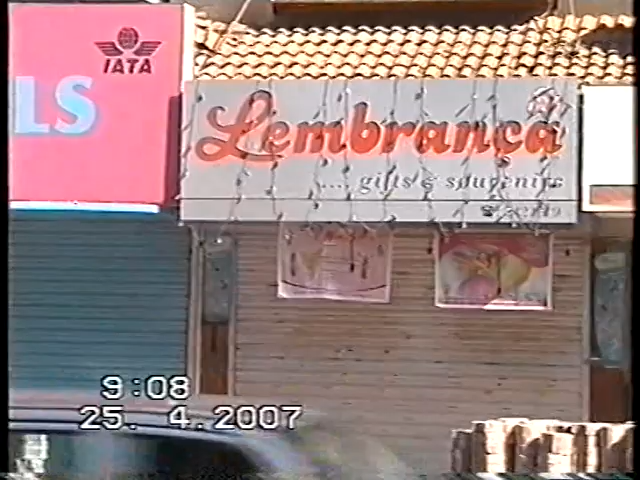 IATA
LS
Lembrança
.... gifts & souvenirs
9:08
25. 4.2007